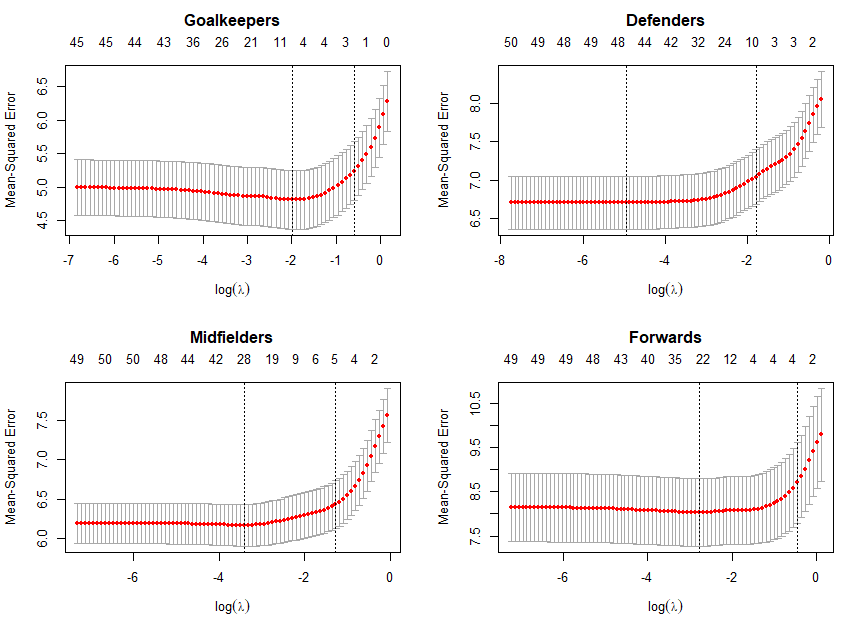 Goalkeepers
45 45 44 43 36 26 21 11 4 4 3 1 0
Mean-Squared Error
6.5
6.0
5.5
5.0
4.5
-7 -6 -5 -4 -3 -2 -1 0
log(λ)
Defenders
50 49 48 49 48 44 42 32 24 10 3 3 2
Mean-Squared Error
8.0
7.5
7.0
6.5
-8 -6 -4 -2 0
log(λ)
Midfielders
49 50 50 48 44 42 28 19 9 6 5 4 2
Mean-Squared Error
7.5
7.0
6.5
6.0
-6 -4 -2 0
log(λ)
Forwards
49 49 49 48 43 40 35 22 12 4 4 4 2
Mean-Squared Error
10.5
9.5
8.5
7.5
-6 -4 -2 0
log(λ)